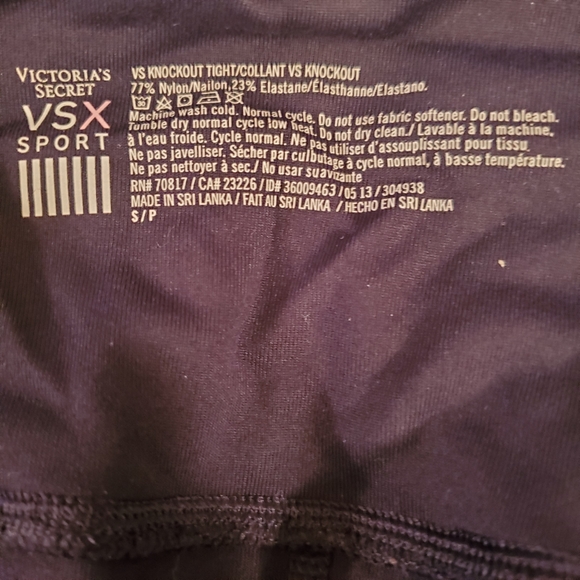 VICTORIA'S
SECRET
VSX
SPORT
VS KNOCKOUT TIGHT/COLLANT VS KNOCKOUT
77% Nylon/Nailon,23% Elastane/Élasthanne/Elastano.
Machine wash cold. Normal cycle. Do not use fabric softener. Do not bleach.
Tumble dry normal cycle low heat. Do not dry clean./ Lavable à la machine,
à l'eau froide. Cycle normal. Ne pas utiliser d'assouplissant pour tissu.
Ne pas javelliser. Sécher par culbutage à cycle normal, à basse température.
Ne pas nettoyer à sec./ No usar suavizante
RN# 70817 / CA# 23226 / ID# 36009463 / 05 13 / 304938
MADE IN SRI LANKA / FAIT AU SRI LANKA / HECHO EN SRI LANKA
S / P